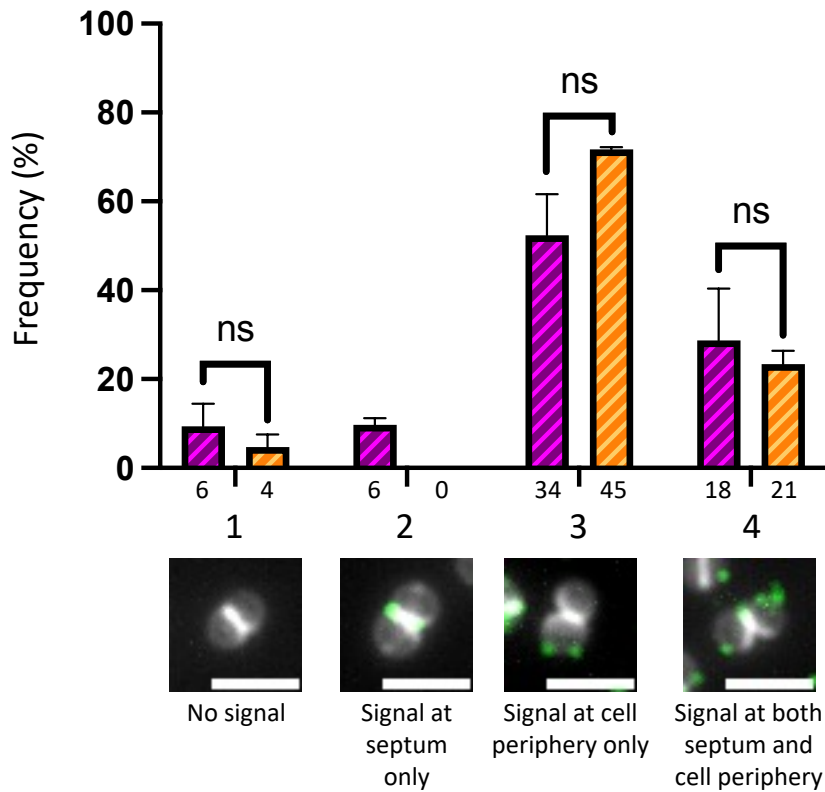 100
80
60
40
20
0
Frequency (%)
ns
ns
ns
6 4 6 0 34 45 18 21
1 2 3 4
No signal
Signal at
septum
only
Signal at cell
periphery only
Signal at both
septum and
cell periphery